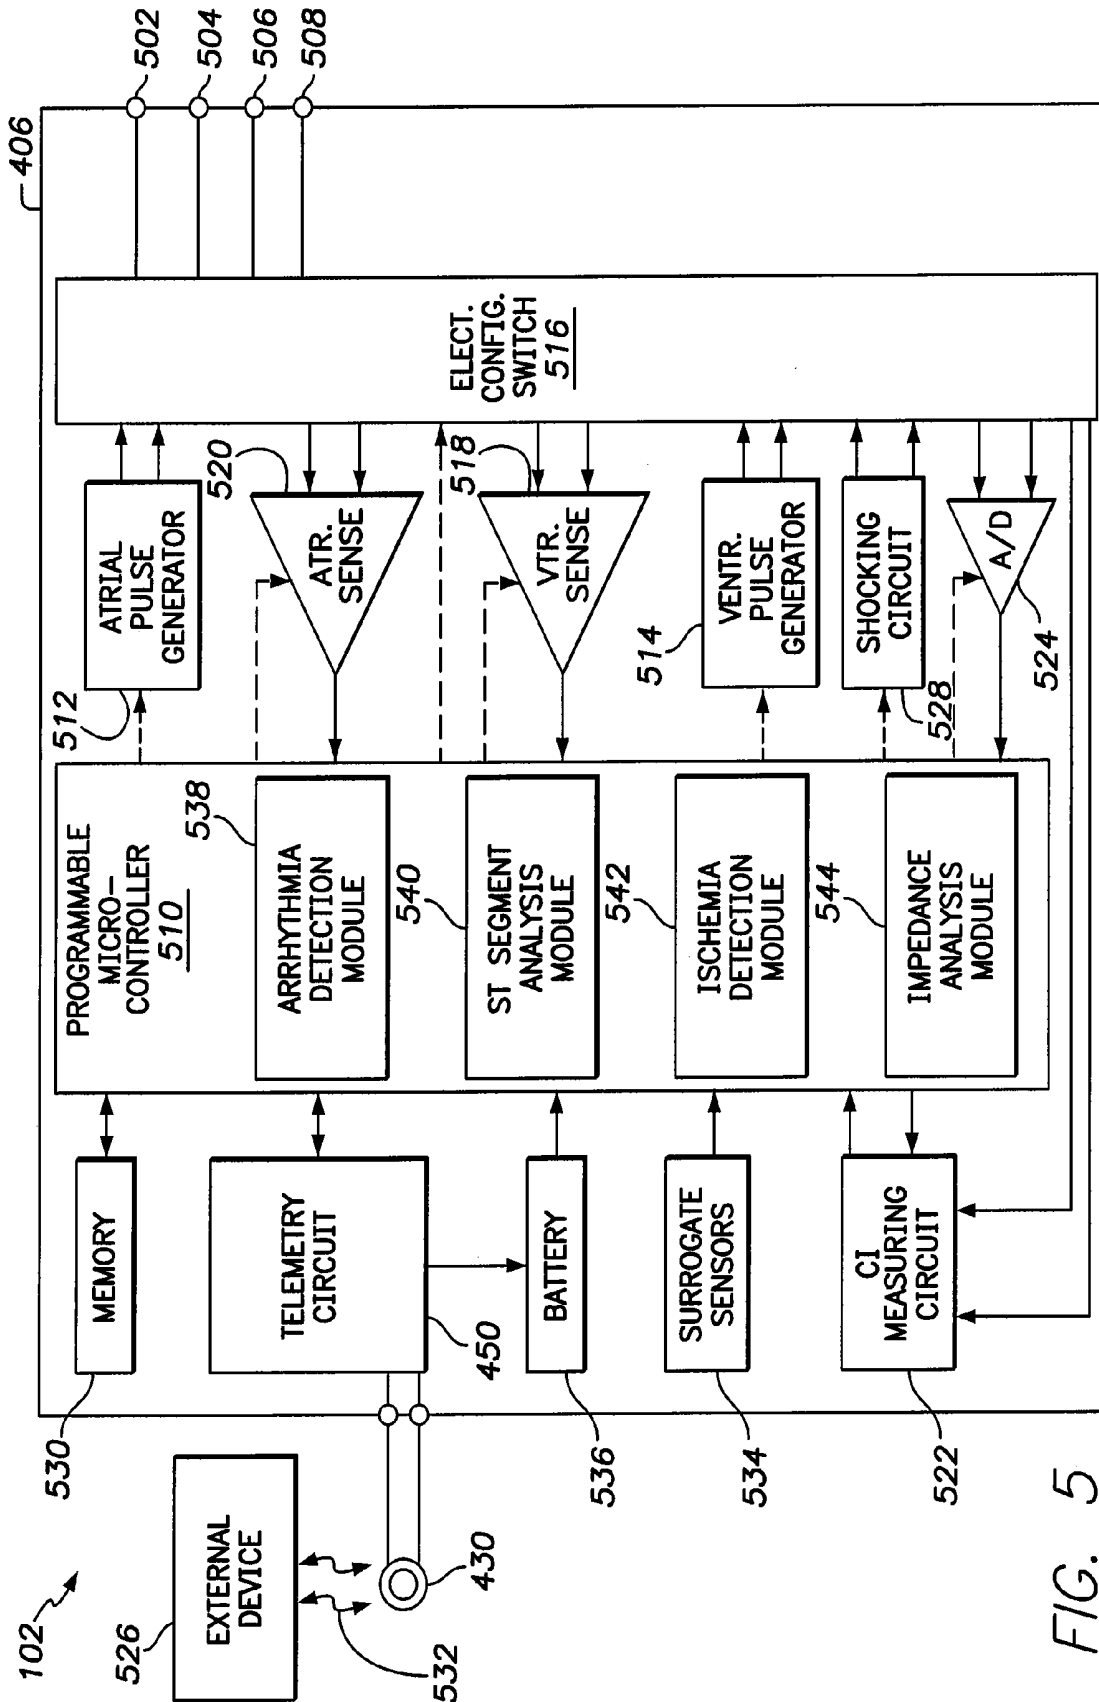 102
406
502
504
506
508
ELECT.
CONFIG.
SWITCH
516
ATRIAL
PULSE
GENERATOR
512
ATR.
SENSE
520
VTR.
SENSE
518
VENTR.
PULSE
GENERATOR
514
SHOCKING
CIRCUIT
528
A/D
524
PROGRAMMABLE
MICRO-
CONTROLLER
510
ARRHYTHMIA
DETECTION
MODULE
538
ST SEGMENT
ANALYSIS
MODULE
540
ISCHEMIA
DETECTION
MODULE
542
IMPEDANCE
ANALYSIS
MODULE
544
MEMORY
530
TELEMETRY
CIRCUIT
450
BATTERY
536
SURROGATE
SENSORS
534
CI
MEASURING
CIRCUIT
522
EXTERNAL
DEVICE
526
532
430
FIG. 5